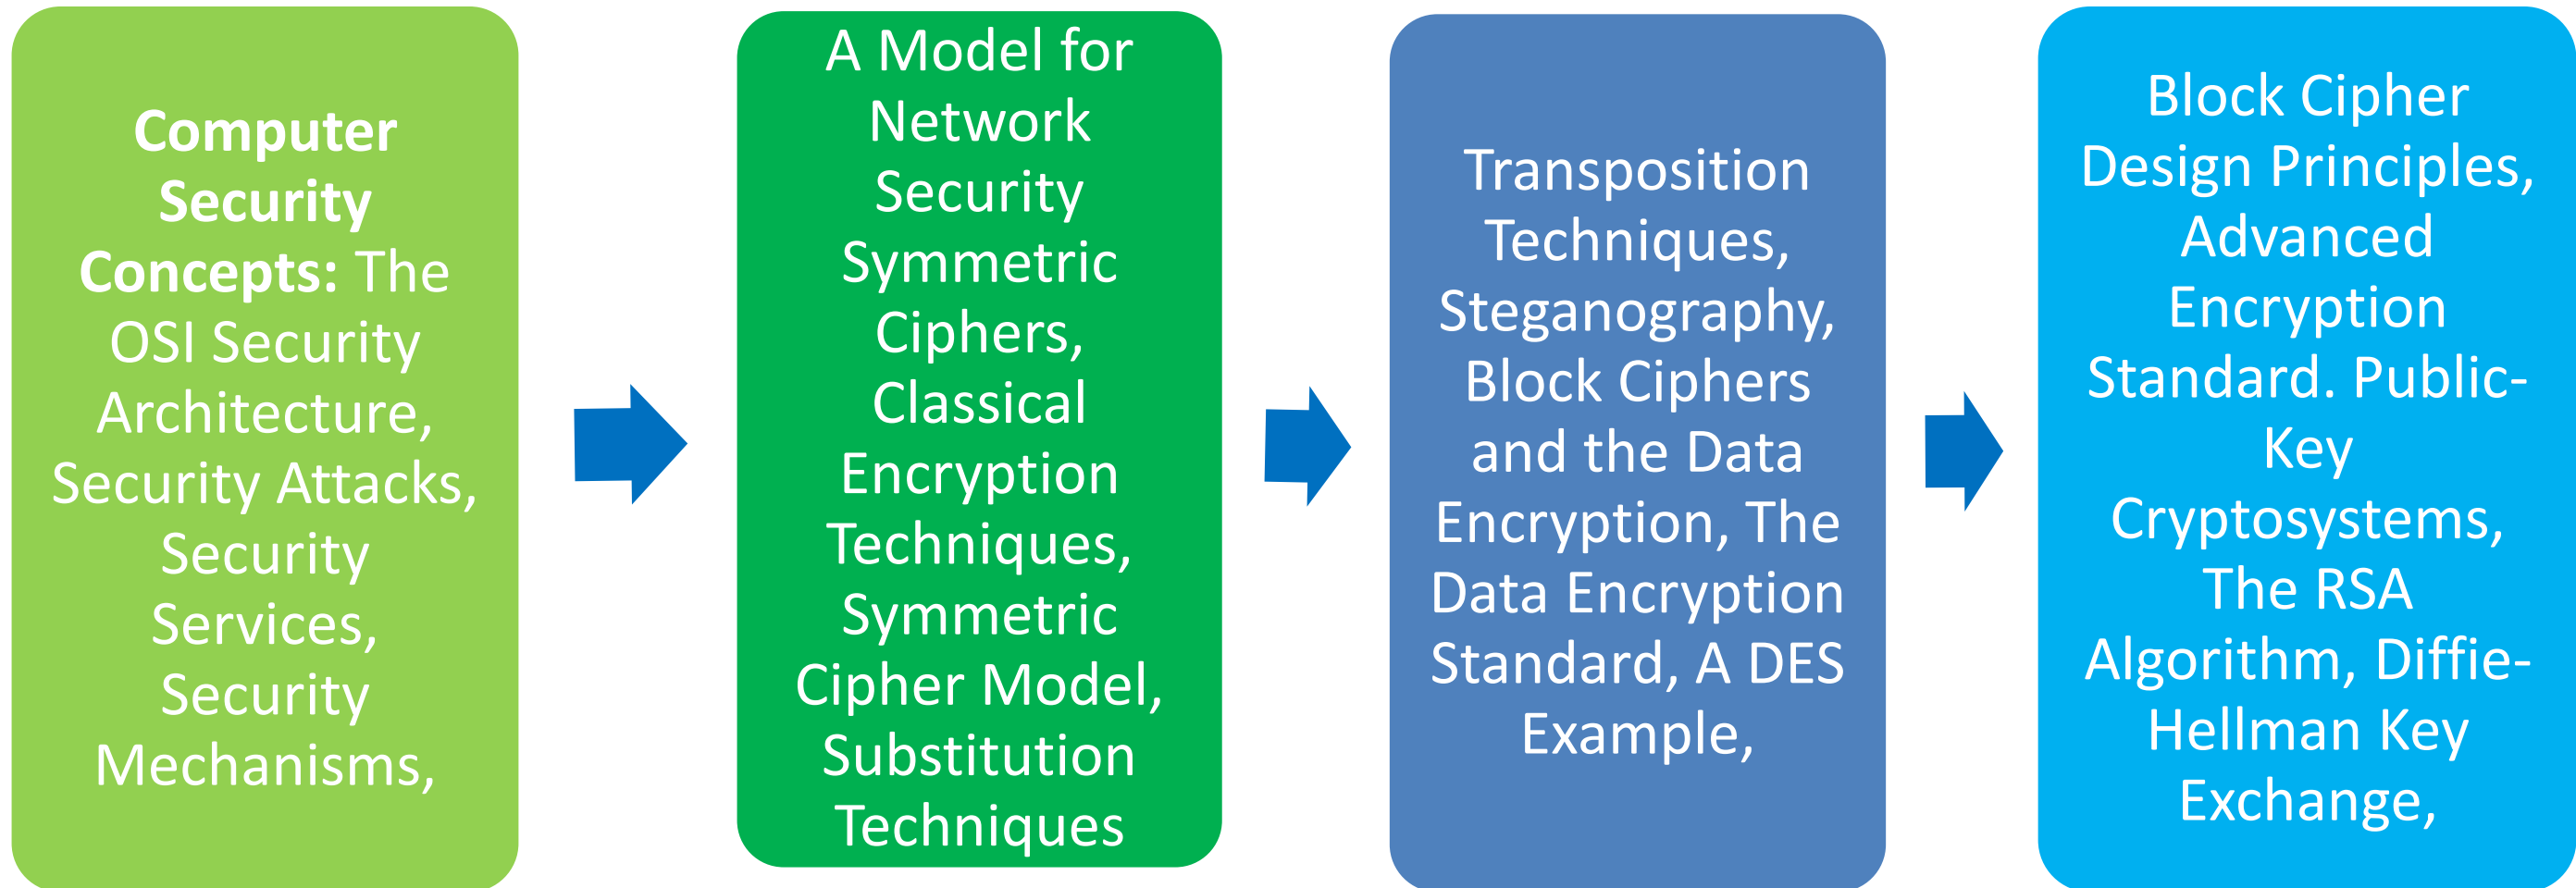 Computer
Security
Concepts: The
OSI Security
Architecture,
Security Attacks,
Security
Services,
Security
Mechanisms,
A Model for
Network
Security
Symmetric
Ciphers,
Classical
Encryption
Techniques,
Symmetric
Cipher Model,
Substitution
Techniques
Transposition
Techniques,
Steganography,
Block Ciphers
and the Data
Encryption, The
Data Encryption
Standard, A DES
Example,
Block Cipher
Design Principles,
Advanced
Encryption
Standard. Public-
Key
Cryptosystems,
The RSA
Algorithm, Diffie-
Hellman Key
Exchange,